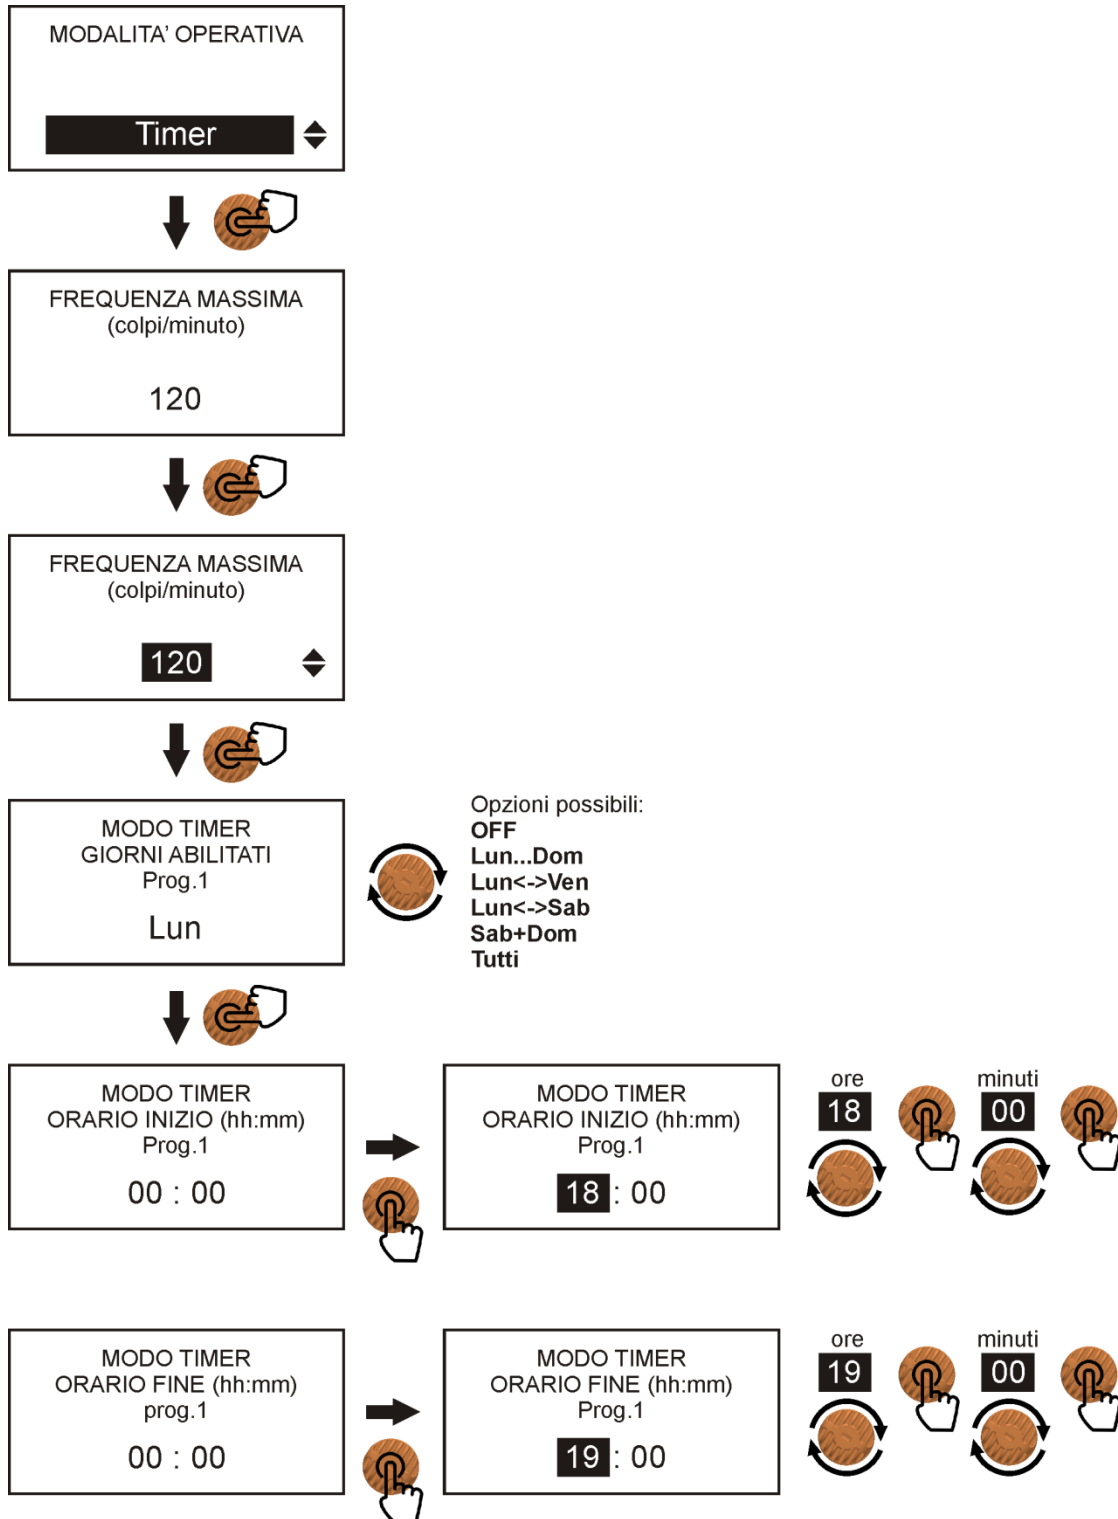 MODALITA' OPERATIVA
Timer
FREQUENZA MASSIMA
(colpi/minuto)
120
FREQUENZA MASSIMA
(colpi/minuto)
120
MODO TIMER
GIORNI ABILITATI
Prog.1
Lun
Opzioni possibili:
OFF
Lun...Dom
Lun<->Ven
Lun<->Sab
Sab+Dom
Tutti
MODO TIMER
ORARIO INIZIO (hh:mm)
Prog.1
00 : 00
MODO TIMER
ORARIO INIZIO (hh:mm)
Prog.1
18 : 00
ore
18
minuti
00
MODO TIMER
ORARIO FINE (hh:mm)
prog.1
00 : 00
MODO TIMER
ORARIO FINE (hh:mm)
Prog.1
19 : 00
ore
19
minuti
00